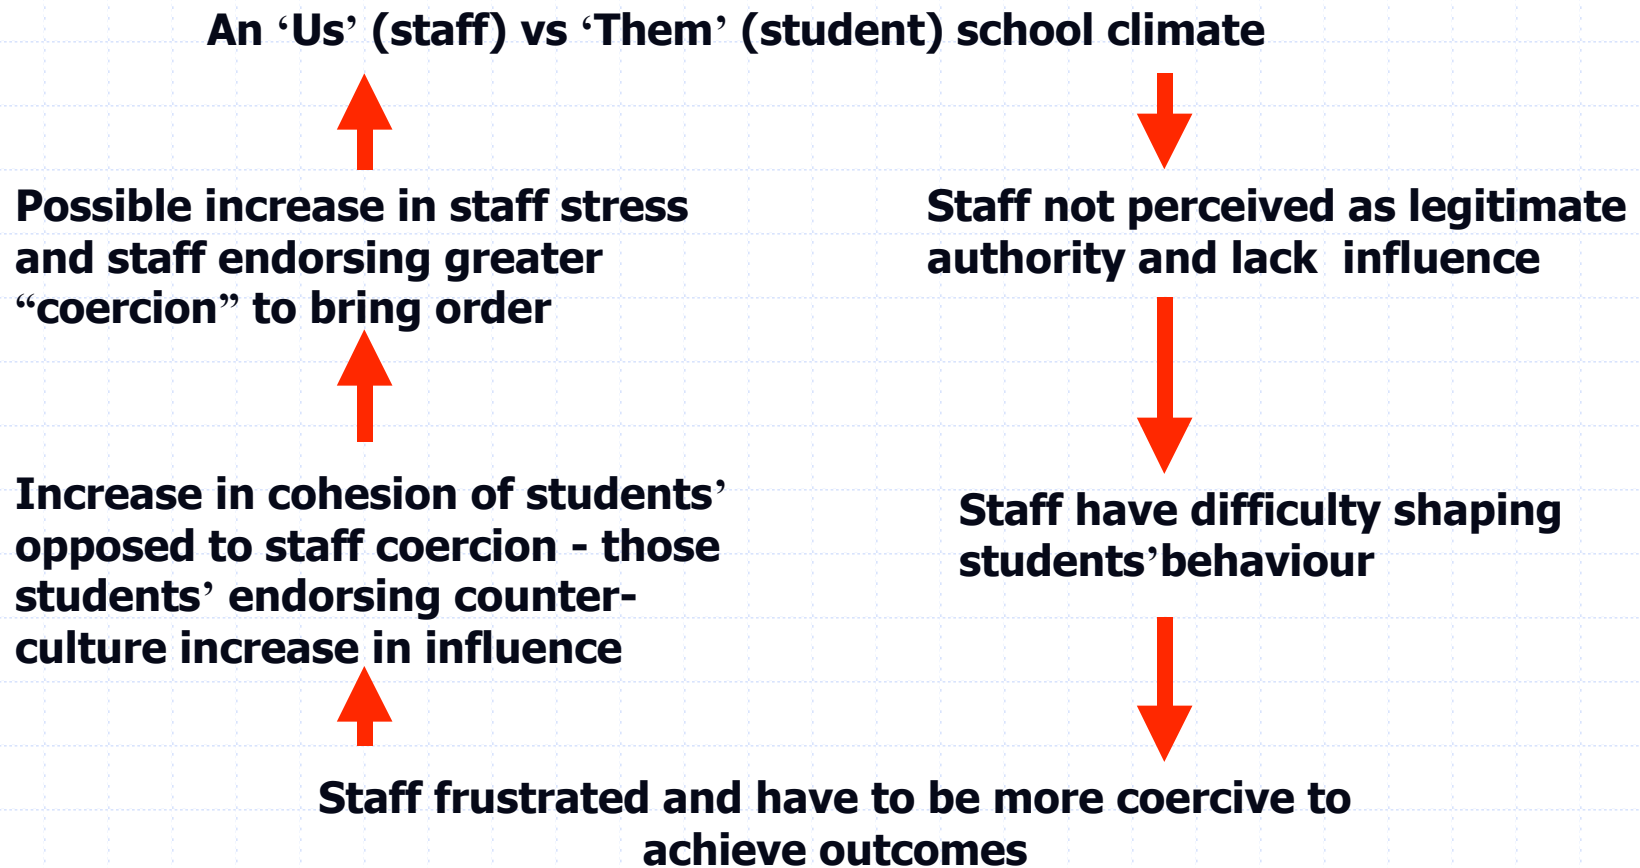 An ‘Us’ (staff) vs ‘Them’ (student) school climate
Possible increase in staff stress
and staff endorsing greater
“coercion” to bring order
Staff not perceived as legitimate
authority and lack  influence
Increase in cohesion of students’
opposed to staff coercion - those
students’ endorsing counter-
culture increase in influence
Staff have difficulty shaping
students’behaviour
Staff frustrated and have to be more coercive to
achieve outcomes